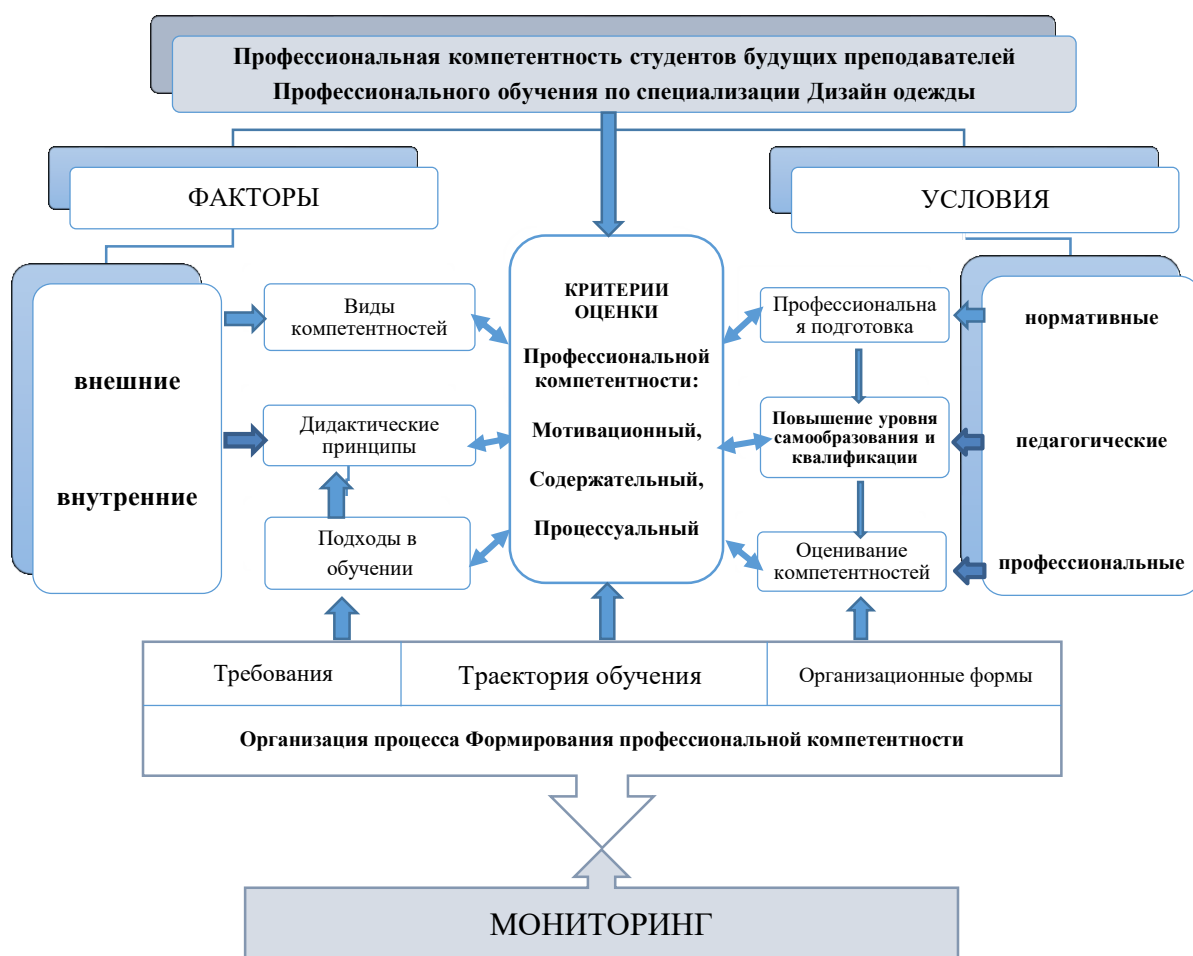 Профессиональная компетентность студентов будущих преподавателей
Профессионального обучения по специализации Дизайн одежды
ФАКТОРЫ
УСЛОВИЯ
внешние
внутренние
Виды
компетентностей
Дидактические
принципы
Подходы в
обучении
КРИТЕРИИ
ОЦЕНКИ
Профессиональной
компетентности:
Мотивационный,
Содержательный,
Процессуальный
Профессиональна
я подготовка
Повышение уровня
самообразования и
квалификации
Оценивание
компетентностей
нормативные
педагогические
профессиональные
Требования
Траектория обучения
Организационные формы
Организация процесса Формирования профессиональной компетентности
МОНИТОРИНГ